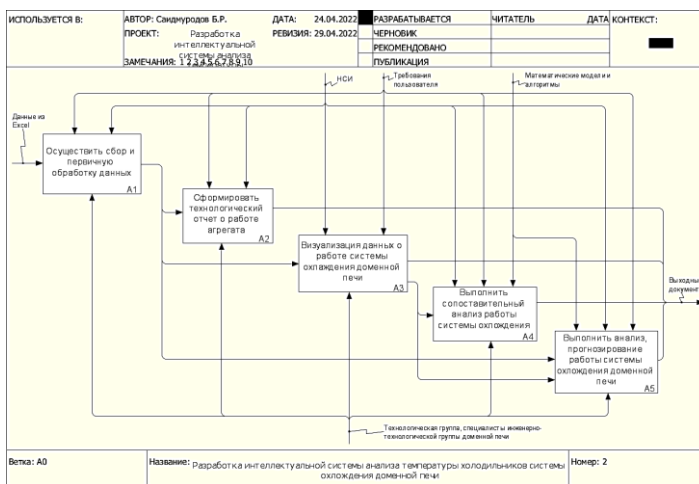 ИСПОЛЬЗУЕТСЯ В:
АВТОР: Саидмуродов Б.Р.
ДАТА: 24.04.2022
РАЗРАБАТЫВАЕТСЯ
ЧИТАТЕЛЬ
ДАТА
КОНТЕКСТ:
ПРОЕКТ: Разработка
интеллектуальной
системы анализа
РЕВИЗИЯ: 29.04.2022
ЧЕРНОВИК
РЕКОМЕНДОВАНО
ЗАМЕЧАНИЯ: 1 2 3 4 5 6 7 8 9 10
ПУБЛИКАЦИЯ
НСИ
Требования
пользователя
Математические модели и
алгоритмы
Данные из
Excel
Осуществить сбор и
первичную
обработку данных
A1
Сформировать
технологический
отчет о работе
агрегата
A2
Визуализация данных о
работе системы
охлаждения доменной
печи
A3
Выполнить
сопоставительный
анализ работы
системы охлождения
A4
Выходны
документ
Выполнить анализ,
прогнозирование
работы системы
охлаждения доменной
печи
A5
Технологическая группа, специалисты инженерно-
технологической группы доменной печи
Ветка: A0
Название: Разработка интеллектуальной системы анализа температуры холодильников системы
охлождения доменной печи
Номер: 2